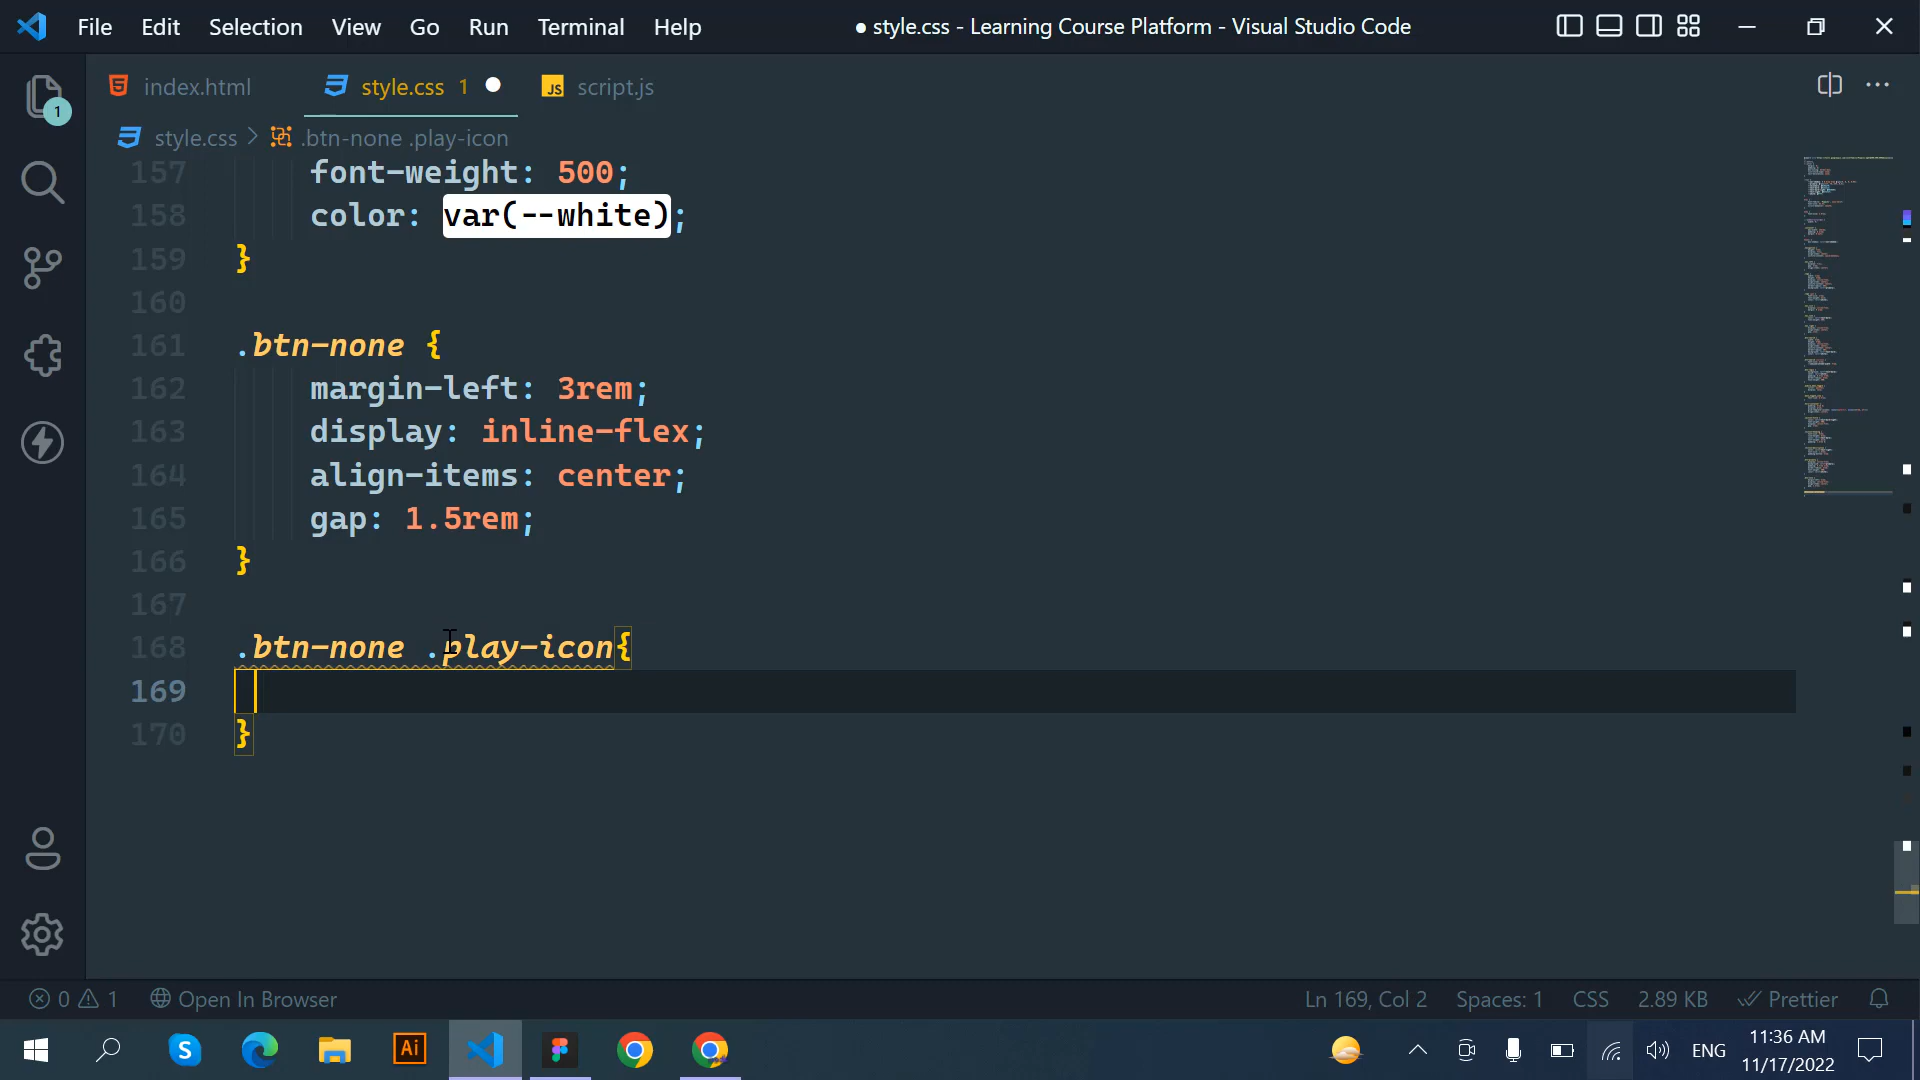 File Edit Selection View Go Run Terminal Help
● style.css - Learning Course Platform - Visual Studio Code
index.html
style.css 1
JS script.js
style.css > .btn-none .play-icon
157 font-weight: 500;
158 color: var(--white);
159 }
160
161 .btn-none {
162 margin-left: 3rem;
163 display: inline-flex;
164 align-items: center;
165 gap: 1.5rem;
166 }
167
168 .btn-none .play-icon{
169
170 }
1
0 1 Open In Browser
Ln 169, Col 2 Spaces: 1 CSS 2.89 KB Prettier
S Ai
ENG
11:36 AM
11/17/2022